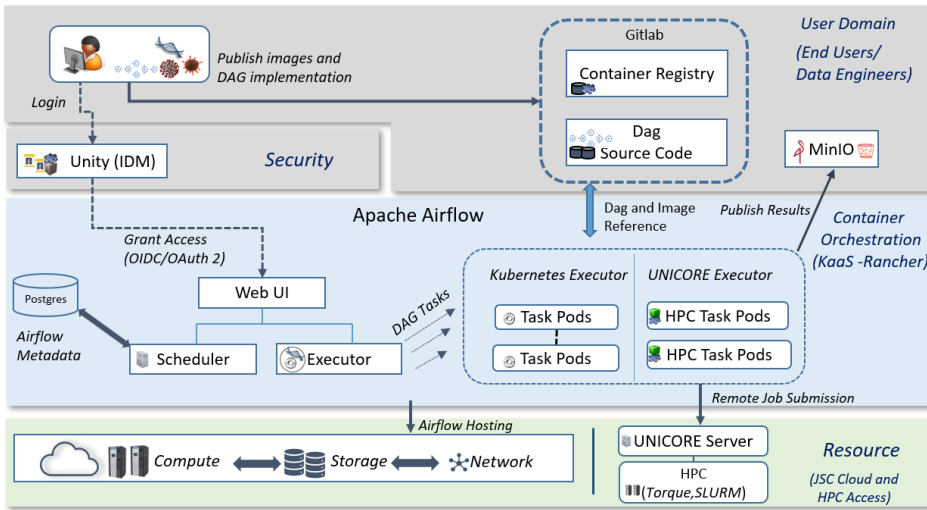 Gitlab
User Domain
(End Users/
Data Engineers)
Publish images and
DAG implementation
Container Registry
Login
Dag
Source Code
Unity (IDM)
Security
MinIO
Apache Airflow
Dag and Image
Reference
Publish Results
Container
Orchestration
(KaaS -Rancher)
Grant Access
(OIDC/OAuth 2)
Kubernetes Executor
UNICORE Executor
Postgres
Web UI
DAG Tasks
Task Pods
HPC Task Pods
Airflow
Metadata
Scheduler
Executor
Task Pods
HPC Task Pods
Remote Job Submission
Airflow Hosting
Compute
Storage
Network
UNICORE Server
HPC
(Torque,SLURM)
Resource
(JSC Cloud and
HPC Access)